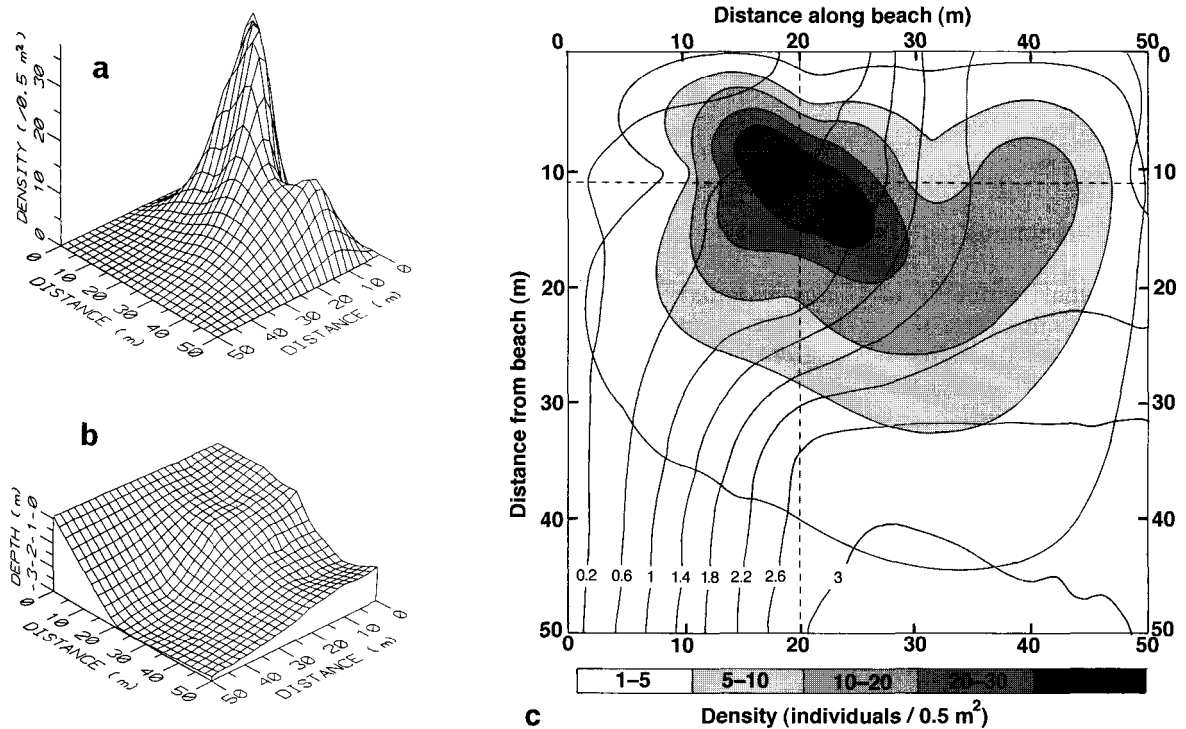 a
DENSITY (/0.5 m²)
0 10 20 30
0 10 20 30 40 50
DISTANCE (m)
50 40 30 20 10 0
DISTANCE (m)
b
DEPTH (m)
-3-2-1-0
0 10 20 30 40 50
DISTANCE (m)
50 40 30 20 10 0
DISTANCE (m)
Distance along beach (m)
0 10 20 30 40 50
Distance from beach (m)
10
20
30
40
50
0
10
20
30
40
50
0.2 0.6 1 1.4 1.8 2.2 2.6 3
0 10 20 30 40 50
1–5 5–10 10–20 20–30
c
Density (individuals / 0.5 m²)